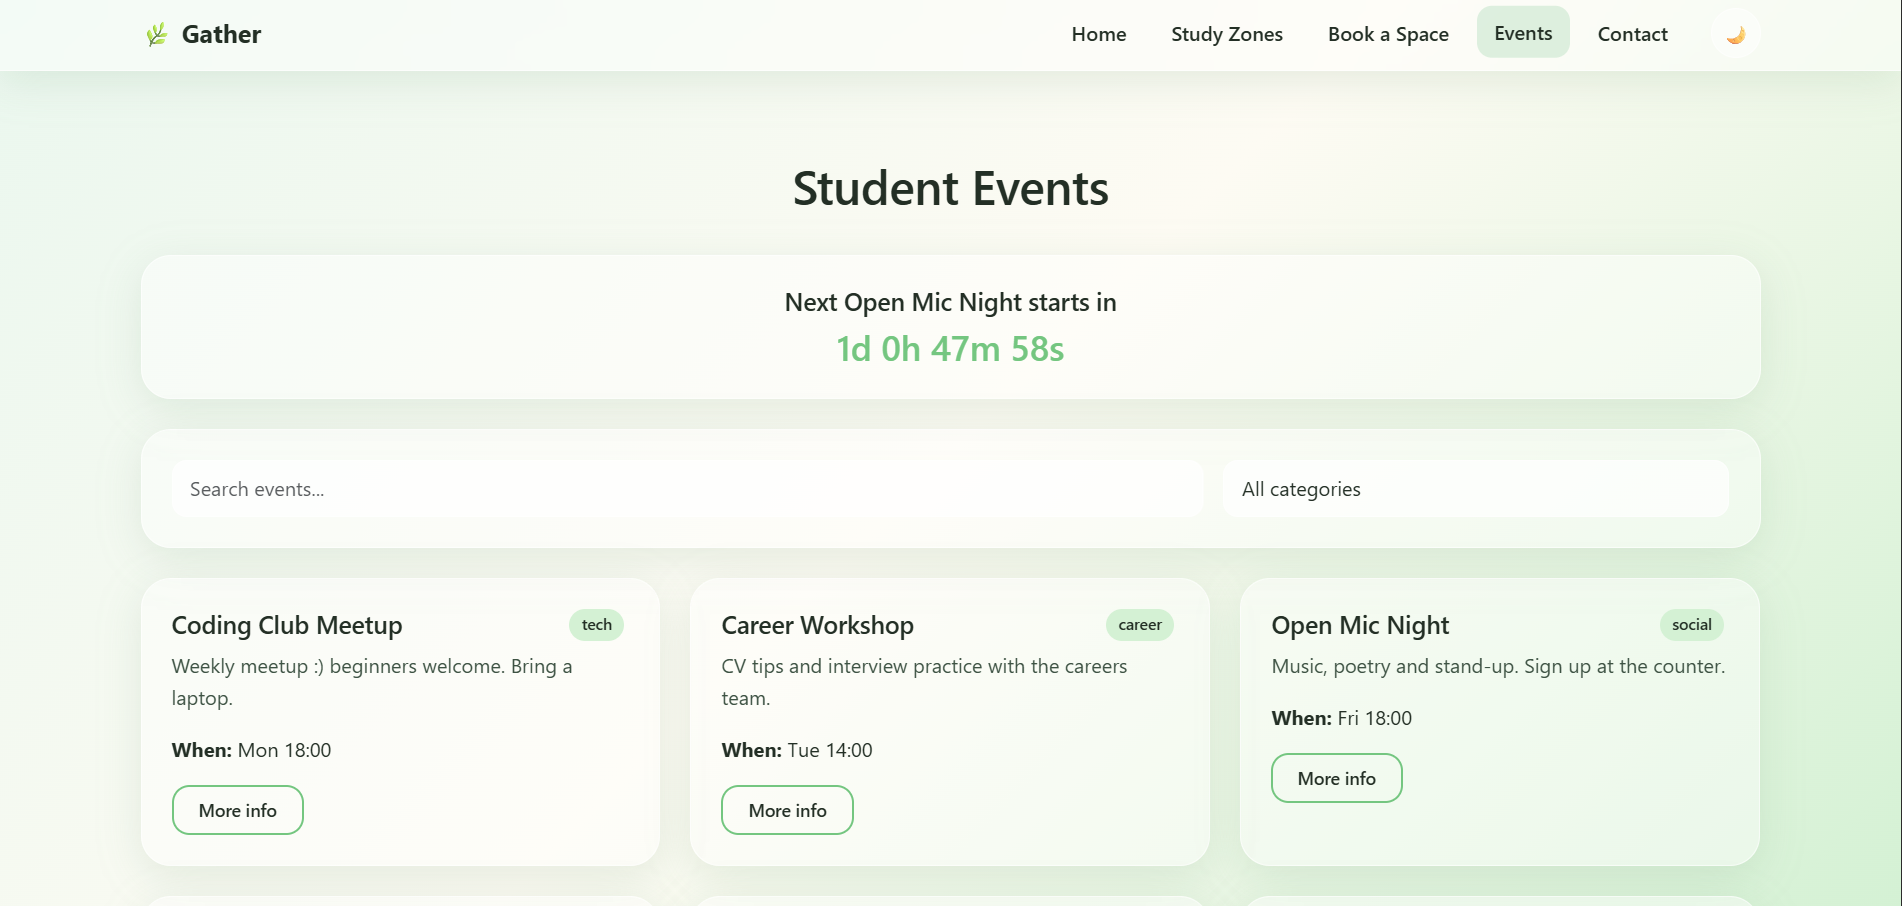 Gather
Home Study Zones Book a Space Events Contact
Student Events
Next Open Mic Night starts in
1d 0h 47m 58s
Search events...
All categories
Coding Club Meetup
tech
Weekly meetup :) beginners welcome. Bring a
laptop.
When: Mon 18:00
More info
Career Workshop
career
CV tips and interview practice with the careers
team.
When: Tue 14:00
More info
Open Mic Night
social
Music, poetry and stand-up. Sign up at the counter.
When: Fri 18:00
More info